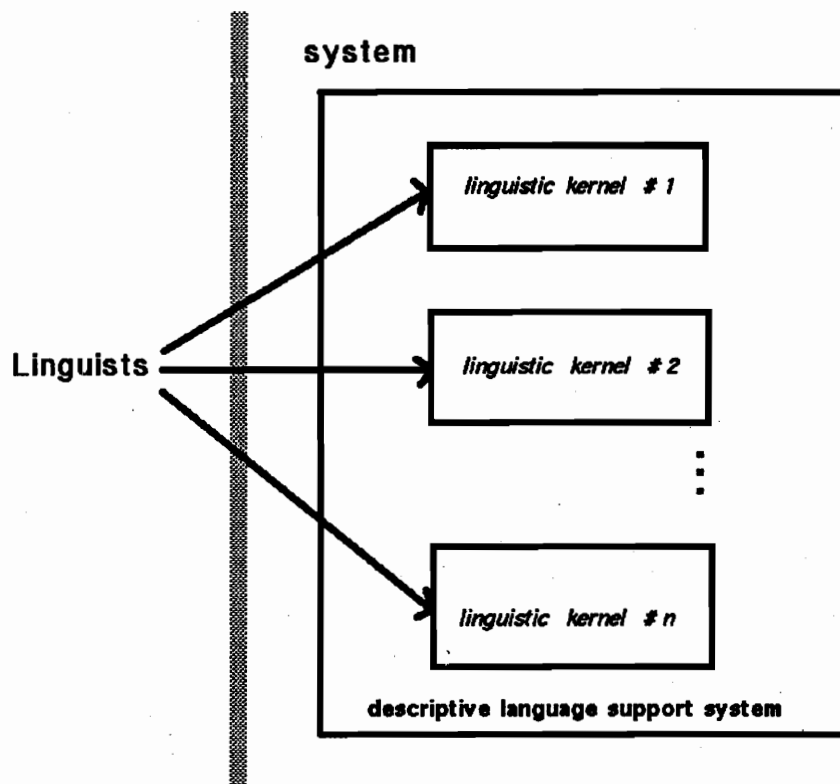 system
linguistic kernel # 1
Linguists
linguistic kernel # 2
linguistic kernel # n
descriptive language support system